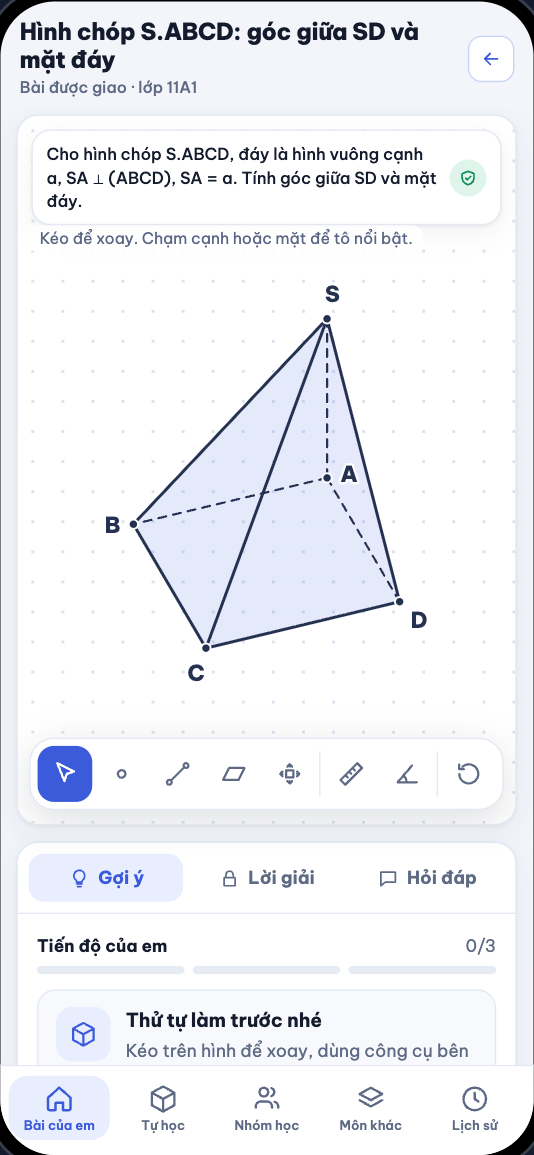 Hình chóp S.ABCD: góc giữa SD và
mặt đáy
Bài được giao · lớp 11A1
Cho hình chóp S.ABCD, đáy là hình vuông cạnh
a, SA ⊥ (ABCD), SA = a. Tính góc giữa SD và mặt
đáy.
Kéo để xoay. Chạm cạnh hoặc mặt để tô nổi bật.
S
A
B
D
C
Gợi ý
Lời giải
Hỏi đáp
Tiến độ của em
0/3
Thử tự làm trước nhé
Kéo trên hình để xoay, dùng công cụ bên
Bài của em
Tự học
Nhóm học
Môn khác
Lịch sử